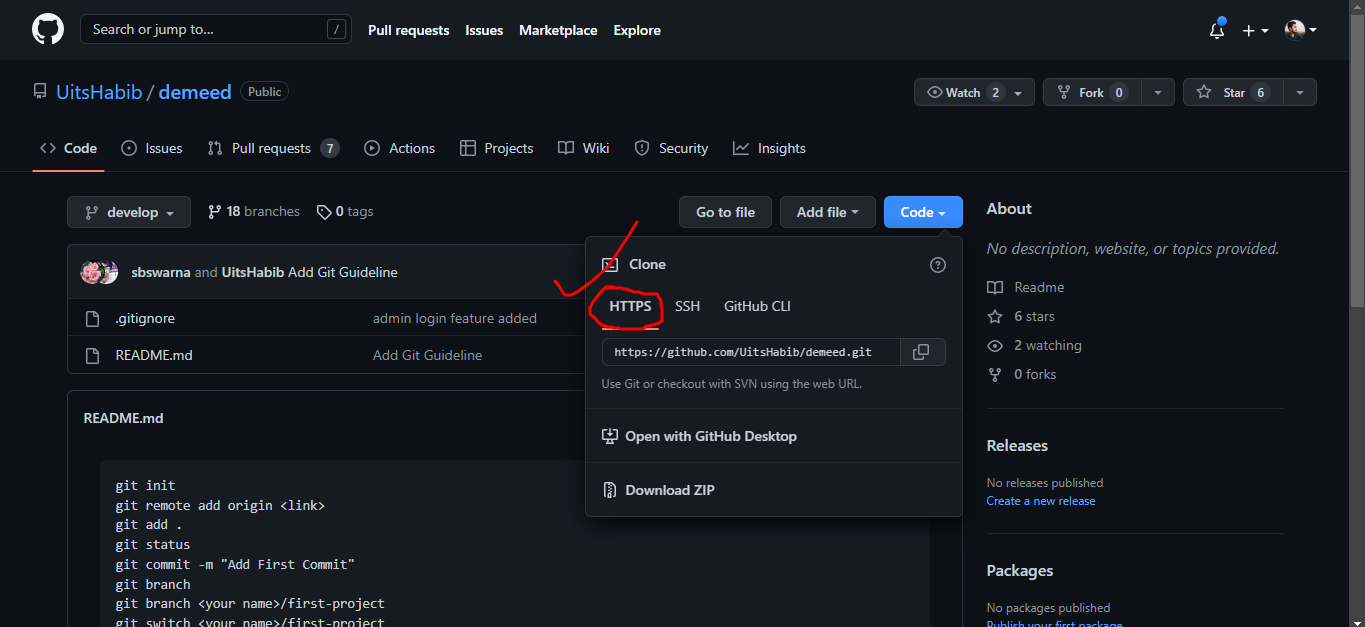 Search or jump to... /
Pull requests Issues Marketplace Explore
UitsHabib / demeed Public
Watch 2 Fork 0 Star 6
Code Issues Pull requests 7 Actions Projects Wiki Security Insights
develop 18 branches 0 tags Go to file Add file Code
sbswarna and UitsHabib Add Git Guideline
.gitignore admin login feature added
README.md Add Git Guideline
README.md
git init
git remote add origin <link>
git add .
git status
git commit -m "Add First Commit"
git branch
git branch <your name>/first-project
git switch <your name>/first-project
Clone
HTTPS SSH GitHub CLI
https://github.com/UitsHabib/demeed.git
Use Git or checkout with SVN using the web URL.
Open with GitHub Desktop
Download ZIP
About
No description, website, or topics provided.
Readme
6 stars
2 watching
0 forks
Releases
No releases published
Create a new release
Packages
No packages published
Publish your first package